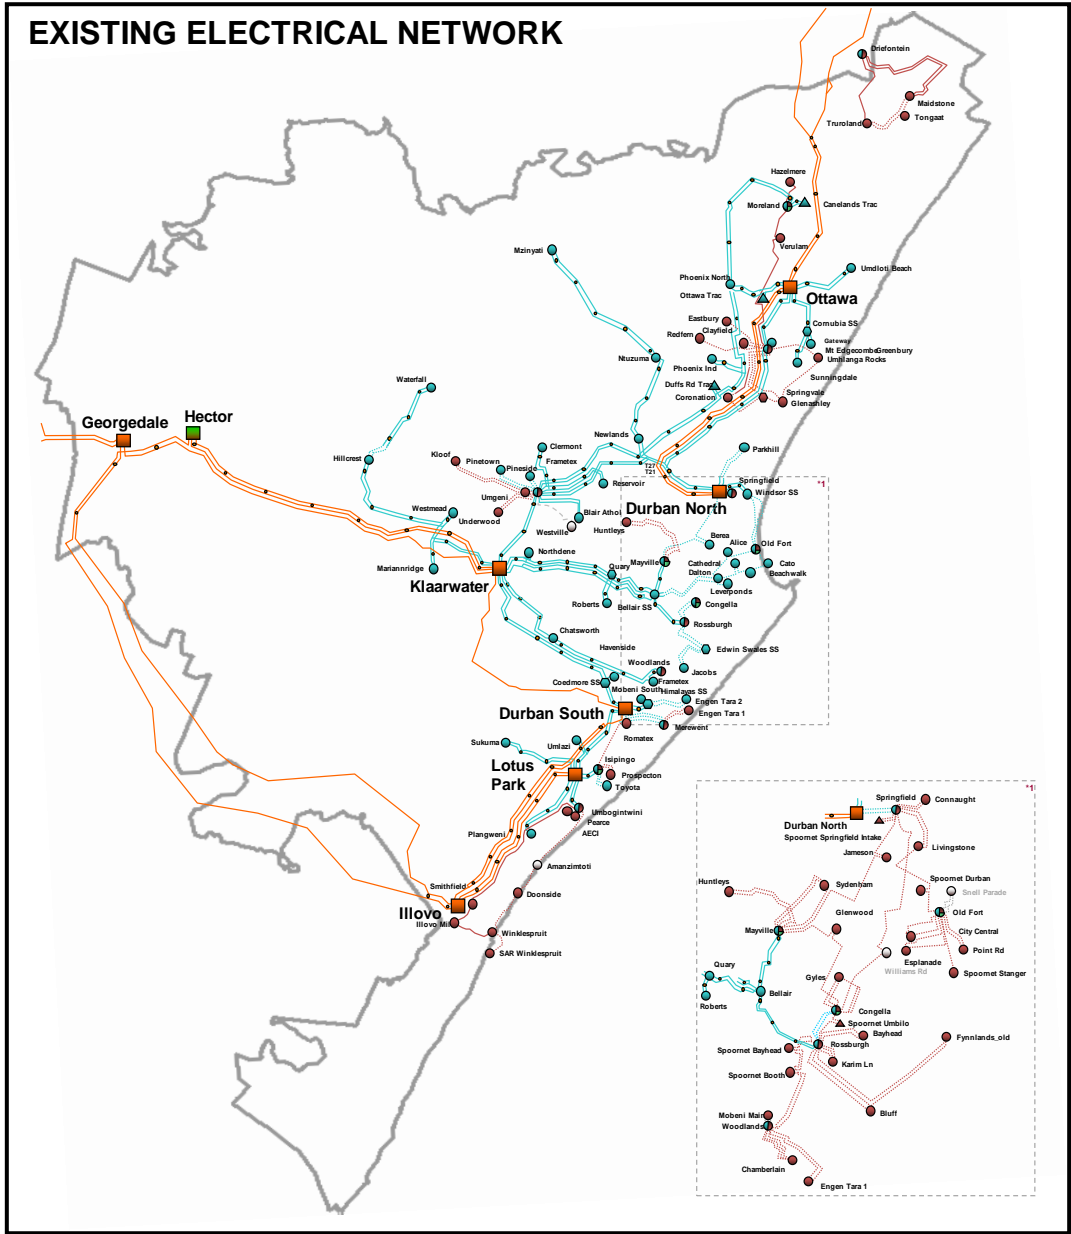 EXISTING ELECTRICAL NETWORK
Driefontein
Maidstone
Tongaat
Truroland
Hazelmere
Moreland
Canelands Trac
Verulam
Mzinyati
Umdloti Beach
Phoenix North
Ottawa Trac
Ottawa
Eastbury
Cornubia SS
Redfern
Clayfield
Gateway
Mt Edgecombe
Greenbury
Umhlanga Rocks
Ntuzuma
Phoenix Ind
Sunningdale
Waterfall
Duffs Rd Trac
Coronation
Springvale
Glenashley
Georgedale
Hector
Newlands
Clermont
Parkhill
Hillcrest
Kloof
Pinetown
Frametex
Pineside
T27
T21
Reservoir
Springfield
*1
Umgeni
Windsor SS
Westmead
Underwood
Blair Athol
Durban North
Westville
Huntleys
Berea
Old Fort
Northdene
Alice
Mariannridge
Quary
Mayville
Cathedral
Cato
Dalton
Beachwalk
Klaarwater
Leverponds
Roberts
Bellair SS
Congella
Rossburgh
Chatsworth
Havenside
Edwin Swales SS
Woodlands
Jacobs
Coedmore SS
Frametex
Mobeni South
Himalayas SS
Engen Tara 2
Durban South
Engen Tara 1
Romatex
Merewent
Sukuma
Umlazi
Lotus
Park
Isipingo
Prospecton
Toyota
*1
Springfield
Connaught
Umbogintwini
Pearce
AECI
Plangweni
Durban North
Spoornet Springfield Intake
Livingstone
Jameson
Amanzimtoti
Smithfield
Doonside
Illovo
Illovo Mill
Winklespruit
SAR Winklespruit
Huntleys
Sydenham
Spoornet Durban
Snell Parade
Glenwood
Old Fort
Mayville
City Central
Point Rd
Esplanade
Williams Rd
Spoornet Stanger
Quary
Gyles
Bellair
Roberts
Congella
Spoornet Umbilo
Bayhead
Fynnlands_old
Spoornet Bayhead
Rossburgh
Karim Ln
Spoornet Booth
Bluff
Mobeni Main
Woodlands
Chamberlain
Engen Tara 1